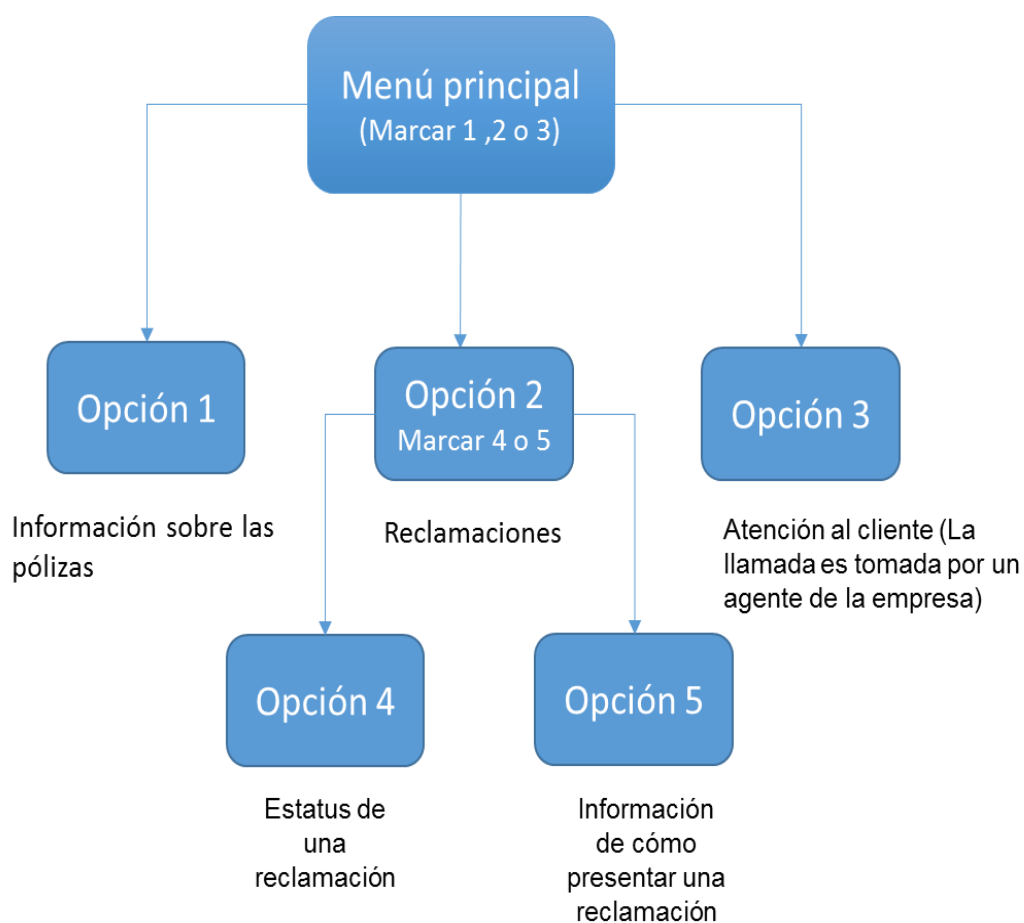 Menú principal
(Marcar 1 ,2 o 3)
Opción 1
Opción 2
Marcar 4 o 5
Opción 3
Información sobre las
pólizas
Reclamaciones
Atención al cliente (La
llamada es tomada por un
agente de la empresa)
Opción 4
Opción 5
Estatus de
una
reclamación
Información
de cómo
presentar una
reclamación